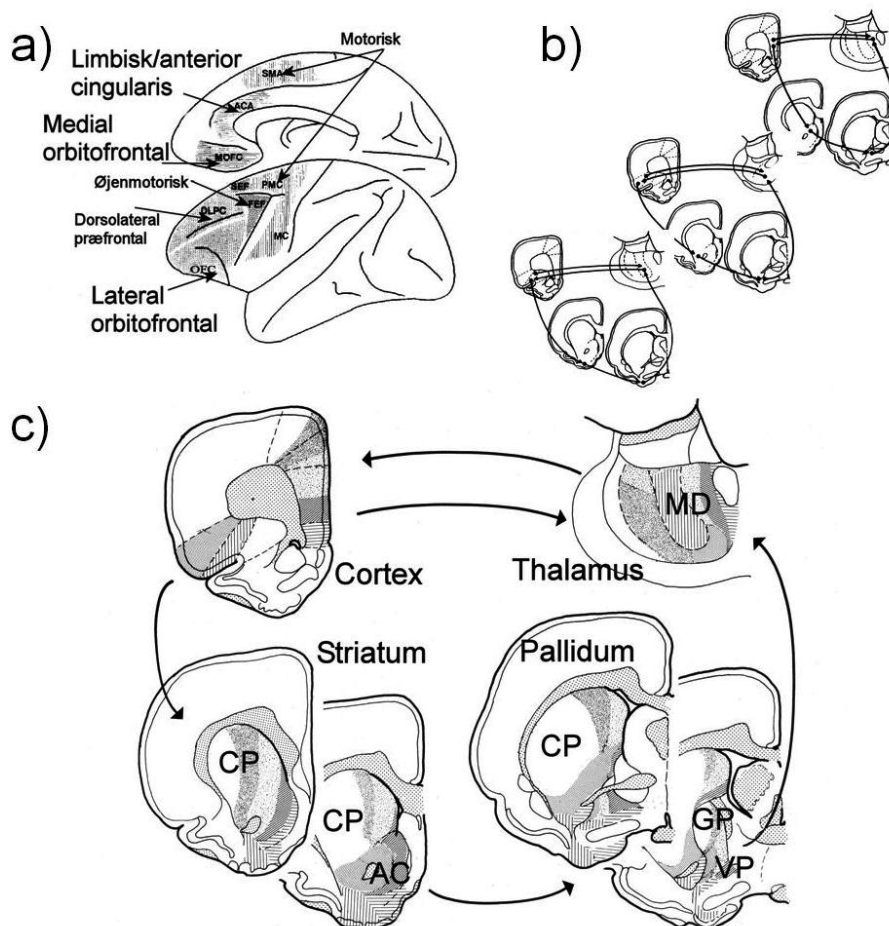 a)
Limbisk/anterior
cingularis
Motorisk
SMA
ACA
Medial
orbitofrontal
MOFC
Øjenmotorisk
SEF
PMC
FEF
DLPC
Dorsolateral
præfrontal
MC
OFC
Lateral
orbitofrontal
b)
c)
Cortex
MD
Thalamus
Striatum
CP
CP
AC
Pallidum
CP
GP
VP